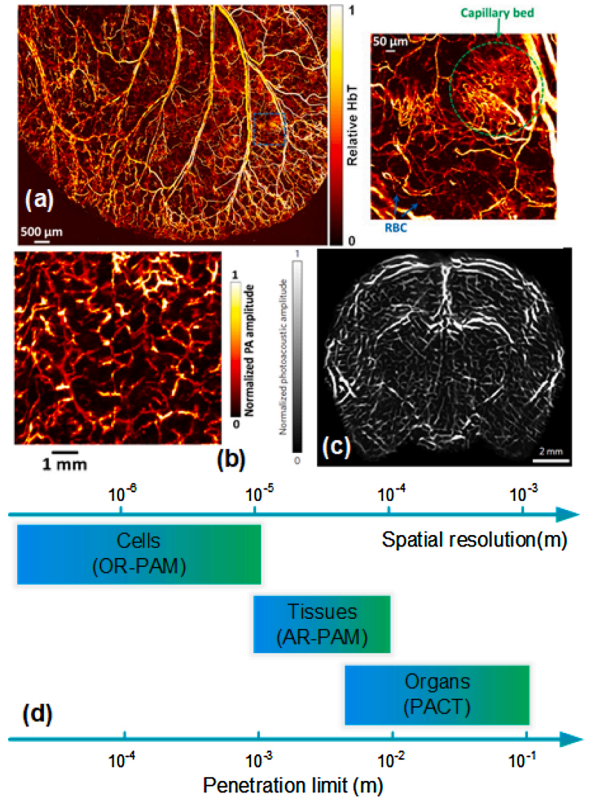 (a)
500 µm
1
Relative HbT
0
Capillary bed
50 µm
RBC
1 mm
(b)
1
Normalized PA amplitude
0
1
Normalized photoacoustic amplitude
0
(c)
2 mm
10-6 10-5 10-4 10-3
Spatial resolution(m)
Cells
(OR-PAM)
Tissues
(AR-PAM)
Organs
(PACT)
(d)
10-4 10-3 10-2 10-1
Penetration limit (m)